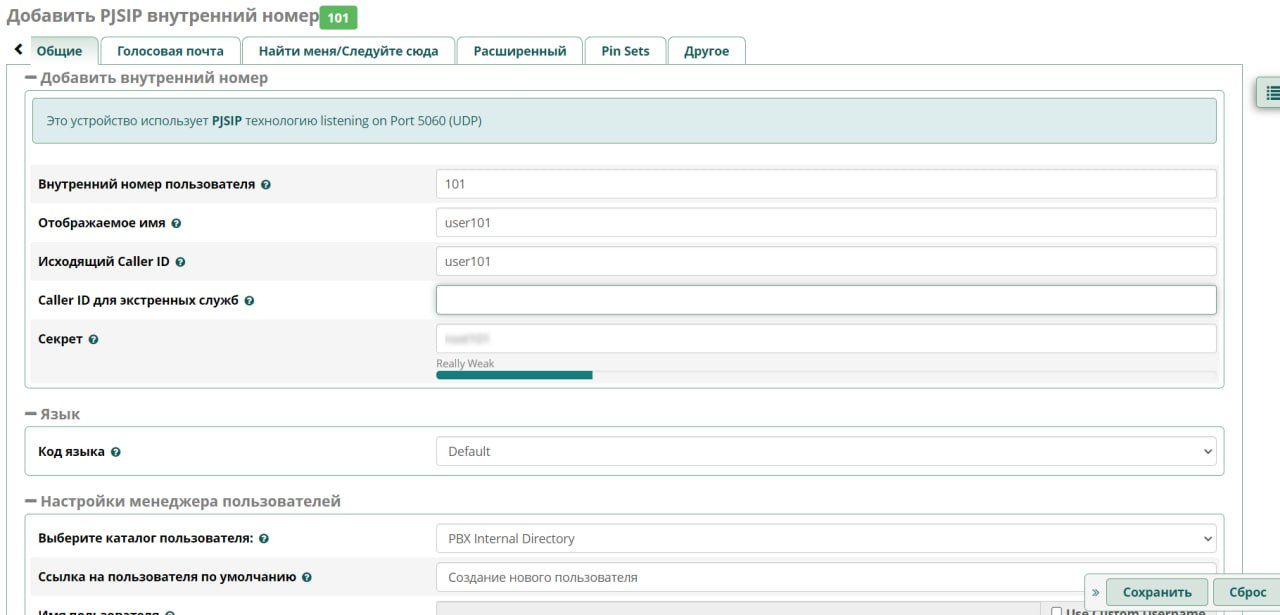 Добавить PJSIP внутренний номер 101
Общие Голосовая почта Найти меня/Следуйте сюда Расширенный Pin Sets Другое
Добавить внутренний номер
Это устройство использует PJSIP технологию listening on Port 5060 (UDP)
Внутренний номер пользователя 101
Отображаемое имя user101
Исходящий Caller ID user101
Caller ID для экстренных служб
Секрет
Really Weak
Язык
Код языка Default
Настройки менеджера пользователей
Выберите каталог пользователя: PBX Internal Directory
Ссылка на пользователя по умолчанию Создание нового пользователя
» Сохранить Сброс
Имя пользователя Use Custom Username